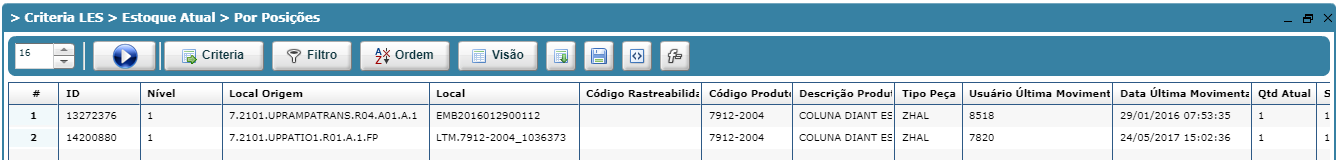 > Criteria LES > Estoque Atual > Por Posições
16 Criteria Filtro Ordem Visão
# ID Nível Local Origem Local Código Rastreabilida Código Produto Descrição Produt Tipo Peça Usuário Última Moviment Data Última Movimenta Qtd Atual S
1 13272376 1 7.2101.UPRAMPATRANS.R04.A01.A.1 EMB2016012900112 7912-2004 COLUNA DIANT ES ZHAL 8518 29/01/2016 07:53:35 1 1
2 14200880 1 7.2101.UPPATIO1.R01.A.1.FP LTM.7912-2004_1036373 7912-2004 COLUNA DIANT ES ZHAL 7820 24/05/2017 15:02:36 1 1